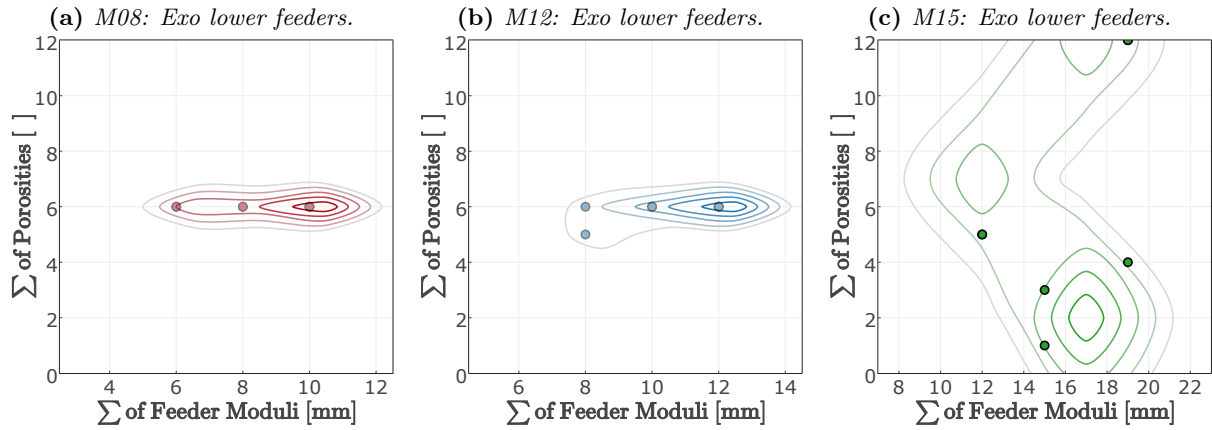 (a) M08: Exo lower feeders.
12
10
8
6
4
2
0
∑ of Porosities [ ]
4 6 8 10 12
∑ of Feeder Moduli [mm]
(b) M12: Exo lower feeders.
12
10
8
6
4
2
0
∑ of Porosities [ ]
6 8 10 12 14
∑ of Feeder Moduli [mm]
(c) M15: Exo lower feeders.
12
10
8
6
4
2
0
∑ of Porosities [ ]
8 10 12 14 16 18 20 22
∑ of Feeder Moduli [mm]